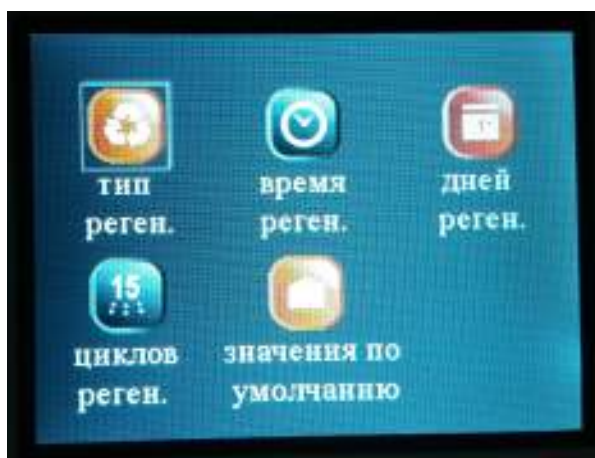 тип
реген.
время
реген.
дней
реген.
15
циклов
реген.
значения по
умолчанию